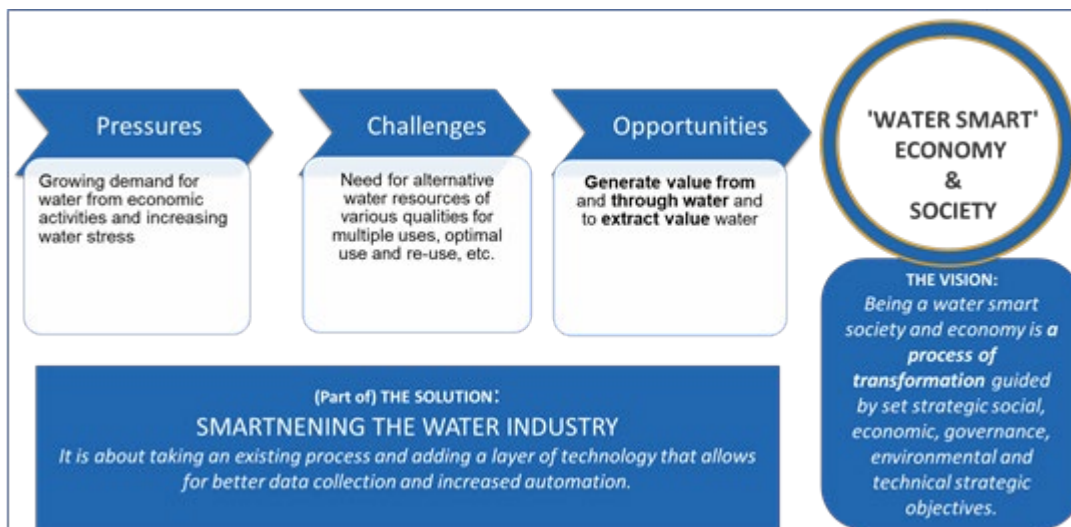 Pressures
Growing demand for
water from economic
activities and increasing
water stress
Challenges
Need for alternative
water resources of
various qualities for
multiple uses, optimal
use and re-use, etc.
Opportunities
Generate value from
and through water and
to extract value water
'WATER SMART'
ECONOMY
&
SOCIETY
THE VISION:
Being a water smart
society and economy is a
process of
transformation guided
by set strategic social,
economic, governance,
environmental and
technical strategic
objectives.
(Part of) THE SOLUTION:
SMARTNENING THE WATER INDUSTRY
It is about taking an existing process and adding a layer of technology that allows
for better data collection and increased automation.